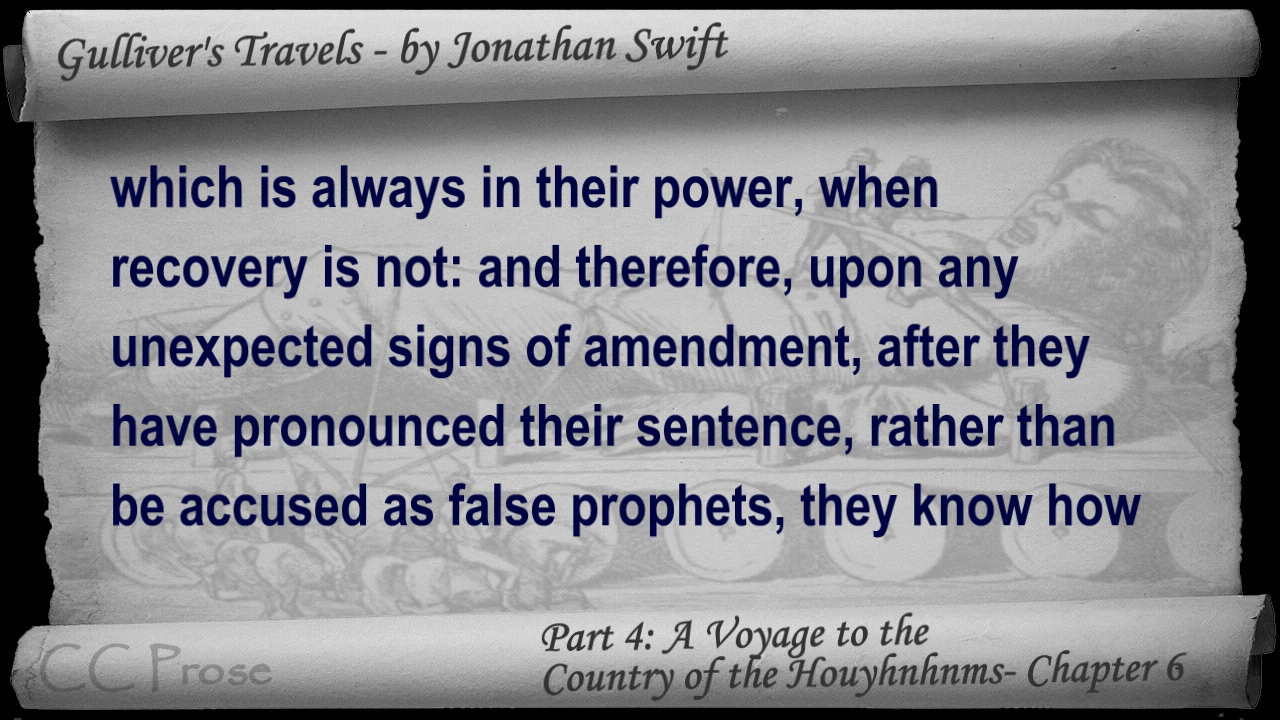 Gulliver's Travels - by Jonathan Swift
which is always in their power, when
recovery is not: and therefore, upon any
unexpected signs of amendment, after they
have pronounced their sentence, rather than
be accused as false prophets, they know how
Part 4: A Voyage to the
Country of the Houyhnhnms- Chapter 6
CC Prose